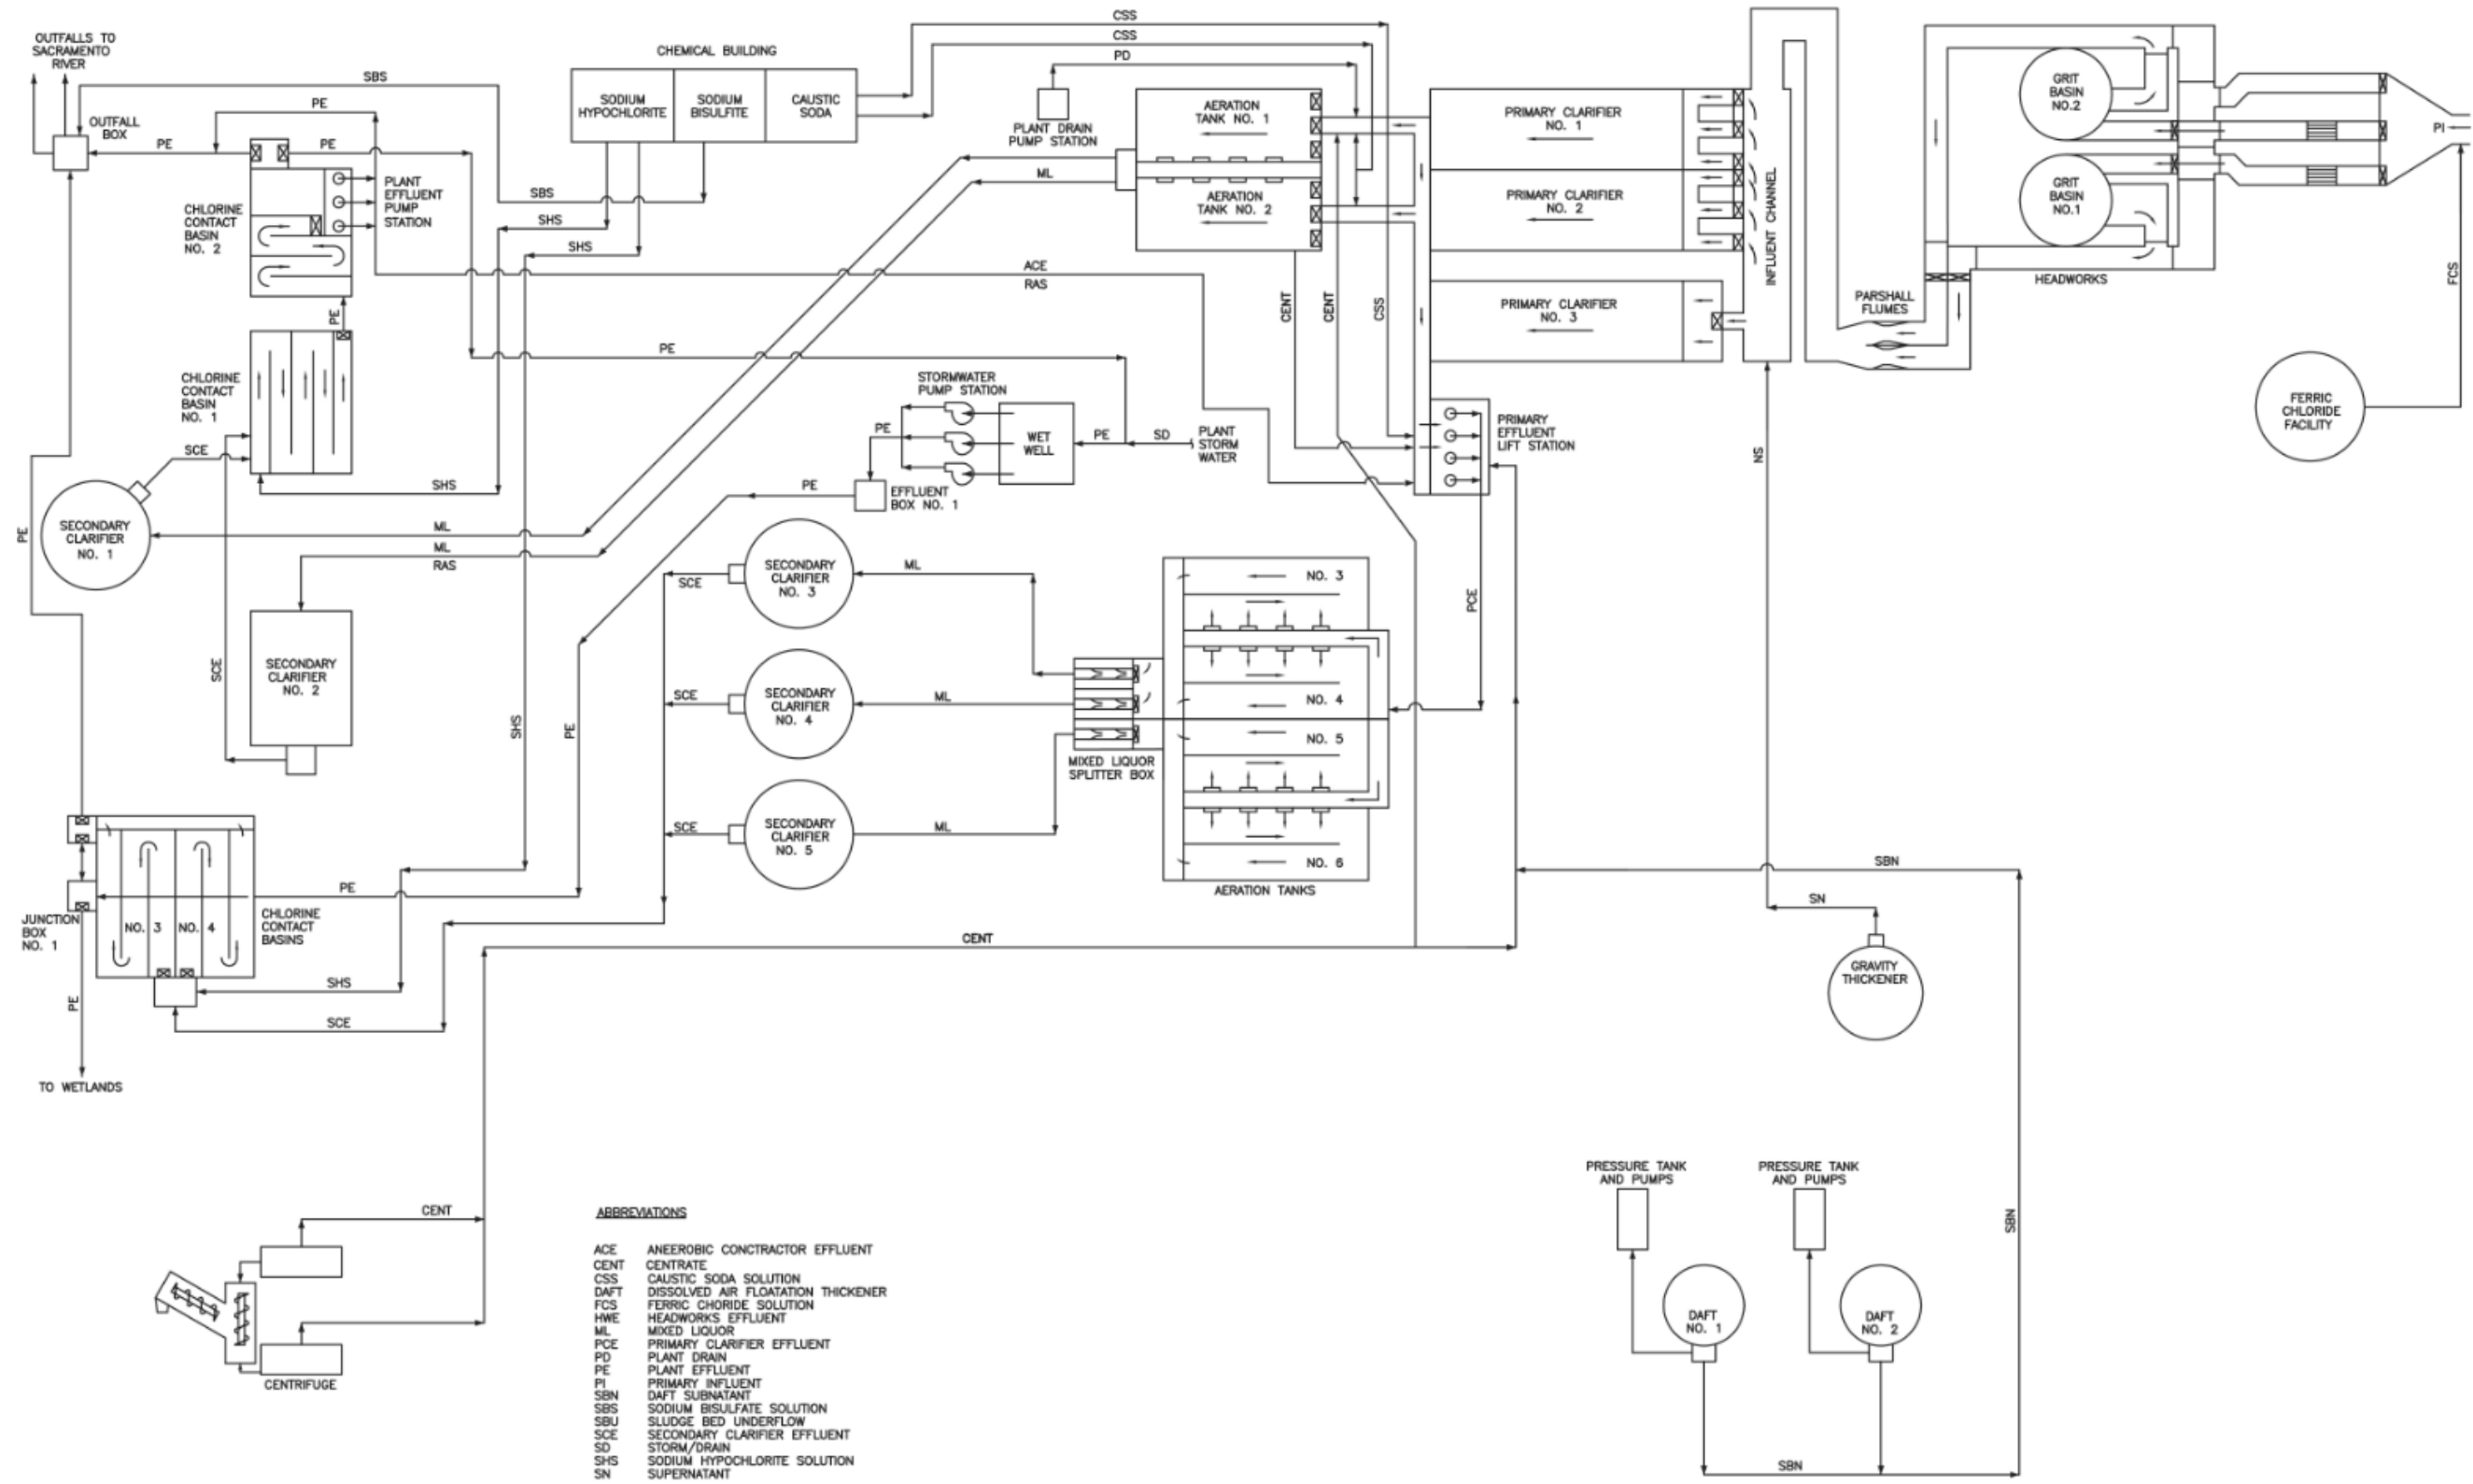 CSS
CSS
PD
OUTFALLS TO
SACRAMENTO
RIVER
CHEMICAL BUILDING
SBS
PE
OUTFALL
BOX
PE
PE
SODIUM
HYPOCHLORITE
SODIUM
BISULFITE
CAUSTIC
SODA
PLANT DRAIN
PUMP STATION
AERATION
TANK NO. 1
AERATION
TANK NO. 2
PRIMARY CLARIFIER
NO. 1
PRIMARY CLARIFIER
NO. 2
PRIMARY CLARIFIER
NO. 3
INFLUENT CHANNEL
GRIT
BASIN
NO.2
GRIT
BASIN
NO.1
PI
HEADWORKS
PARSHALL
FLUMES
FCS
FERRIC
CHLORIDE
FACILITY
PLANT
EFFLUENT
PUMP
STATION
CHLORINE
CONTACT
BASIN
NO. 2
SBS
SHS
SHS
ML
ACE
RAS
CENT
CENT
CSS
PE
PE
CHLORINE
CONTACT
BASIN
NO. 1
SCE
SHS
STORMWATER
PUMP STATION
PE
WET
WELL
PE
SD
PLANT
STORM
WATER
PRIMARY
EFFLUENT
LIFT STATION
SN
PE
EFFLUENT
BOX NO. 1
SECONDARY
CLARIFIER
NO. 1
PE
ML
ML
RAS
SECONDARY
CLARIFIER
NO. 2
SCE
SHS
PE
SECONDARY
CLARIFIER
NO. 3
SCE
ML
SECONDARY
CLARIFIER
NO. 4
SCE
ML
SECONDARY
CLARIFIER
NO. 5
SCE
ML
MIXED LIQUOR
SPLITTER BOX
NO. 3
NO. 4
NO. 5
NO. 6
AERATION TANKS
PCE
SBN
SN
GRAVITY
THICKENER
JUNCTION
BOX
NO. 1
NO. 3
NO. 4
PE
CHLORINE
CONTACT
BASINS
CENT
SHS
SCE
PE
TO WETLANDS
CENT
CENTRIFUGE
PRESSURE TANK
AND PUMPS
PRESSURE TANK
AND PUMPS
DAFT
NO. 1
DAFT
NO. 2
SBN
SBN
ABBREVIATIONS
ACE ANEEROBIC CONCTRACTOR EFFLUENT
CENT CENTRATE
CSS CAUSTIC SODA SOLUTION
DAFT DISSOLVED AIR FLOATATION THICKENER
FCS FERRIC CHORIDE SOLUTION
HWE HEADWORKS EFFLUENT
ML MIXED LIQUOR
PCE PRIMARY CLARIFIER EFFLUENT
PD PLANT DRAIN
PE PLANT EFFLUENT
PI PRIMARY INFLUENT
SBN DAFT SUBNATANT
SBS SODIUM BISULFATE SOLUTION
SBU SLUDGE BED UNDERFLOW
SCE SECONDARY CLARIFIER EFFLUENT
SD STORM/DRAIN
SHS SODIUM HYPOCHLORITE SOLUTION
SN SUPERNATANT